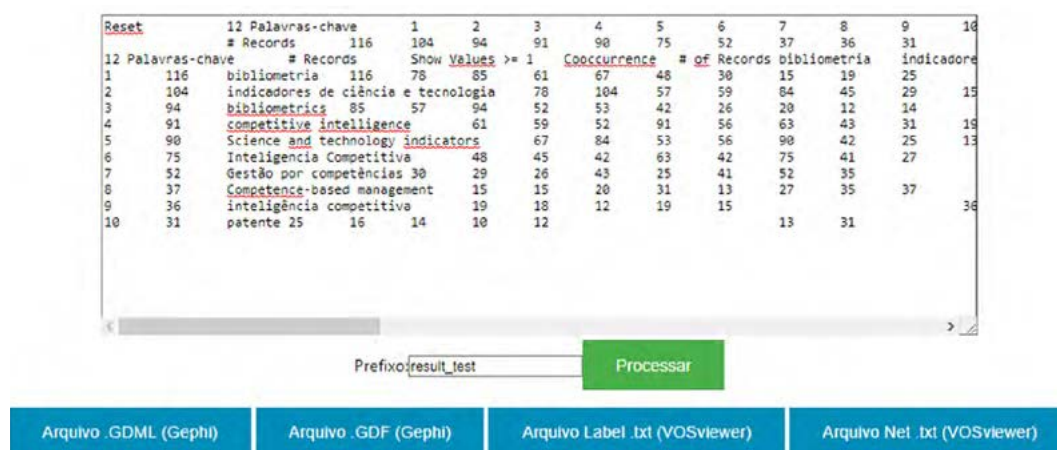 Reset 12 Palavras-chave 1 2 3 4 5 6 7 8 9 10
# Records 116 104 94 91 90 75 52 37 36 31
12 Palavras-chave # Records Show Values >= 1 Cooccurrence # of Records bibliometria indicadore
1 116 bibliometria 116 78 85 61 67 48 30 15 19 25
2 104 indicadores de ciência e tecnologia 78 104 57 59 84 45 29 15
3 94 bibliometrics 85 57 94 52 53 42 26 20 12 14
4 91 competitive intelligence 61 59 52 91 56 63 43 31 19
5 90 Science and technology indicators 67 84 53 56 90 42 25 13
6 75 Inteligencia Competitiva 48 45 42 63 42 75 41 27
7 52 Gestão por competências 30 29 26 43 25 41 52 35
8 37 Competence-based management 15 15 20 31 13 27 35 37
9 36 inteligência competitiva 19 18 12 19 15 36
10 31 patente 25 16 14 10 12 13 31
Prefixo: result_test Processar
Arquivo .GDML (Gephi) Arquivo .GDF (Gephi) Arquivo Label .txt (VOSviewer) Arquivo Net .txt (VOSviewer)